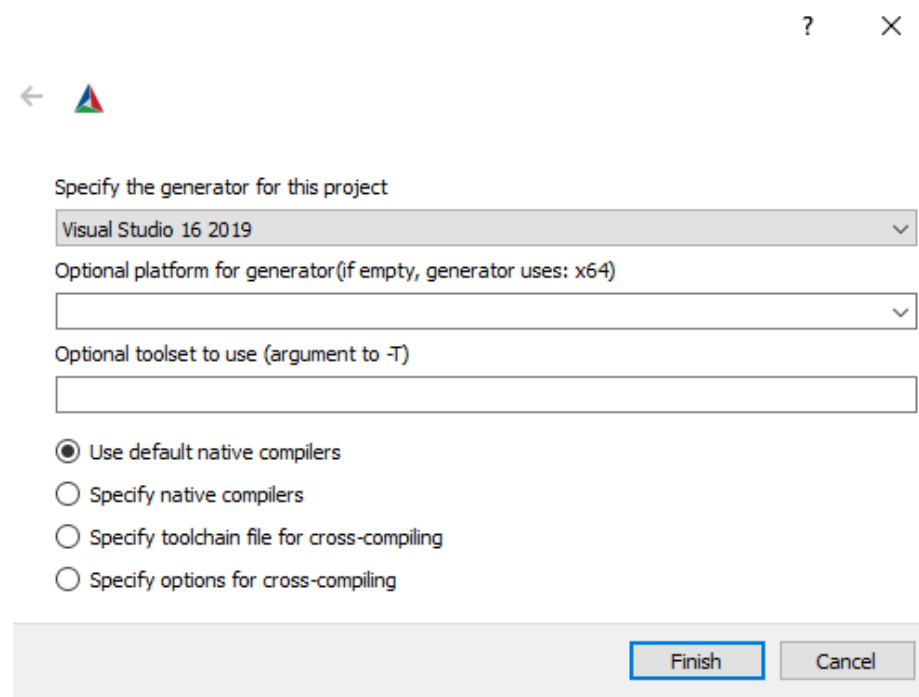 ?
Specify the generator for this project
Visual Studio 16 2019
Optional platform for generator(if empty, generator uses: x64)
Optional toolset to use (argument to -T)
Use default native compilers
Specify native compilers
Specify toolchain file for cross-compiling
Specify options for cross-compiling
Finish Cancel